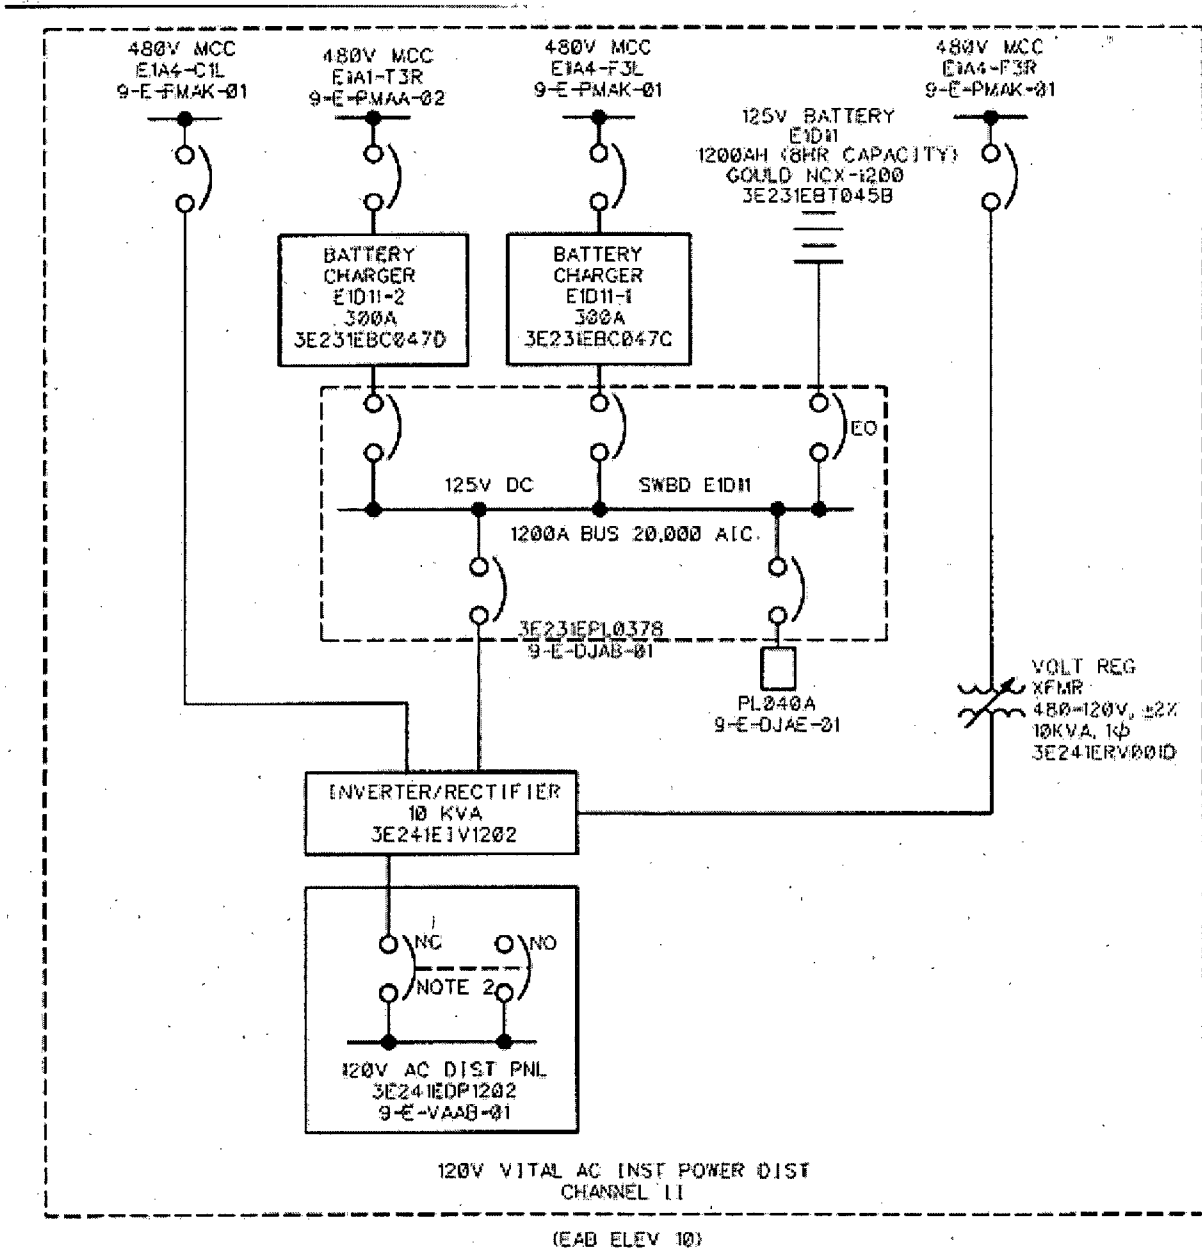 480V MCC
E1A4-C1L
9-E-PMAK-01
480V MCC
E1A1-T3R
9-E-PMAA-02
480V MCC
E1A4-F3L
9-E-PMAK-01
125V BATTERY
E1D11
1200AH (8HR CAPACITY)
GOULD NCX-1200
3E231EBT045B
480V MCC
E1A4-F3R
9-E-PMAK-01
BATTERY
CHARGER
E1D11-2
300A
3E231EBC047D
BATTERY
CHARGER
E1D11-1
300A
3E231EBC047C
EO
125V DC
SWBD E1D11
1200A BUS 20,000 AIC.
3E231EPL037B
9-E-DJAB-01
PL040A
9-E-DJAE-01
VOLT REG
XFMR
480-120V, ±2%
10KVA, 1ϕ
3E241ERV001D
INVERTER/RECTIFIER
10 KVA
3E241EIV1202
NC
NO
NOTE 2
120V AC DIST PNL
3E241EDP1202
9-E-VAAB-01
120V VITAL AC INST POWER DIST
CHANNEL II
(EAB ELEV 10)